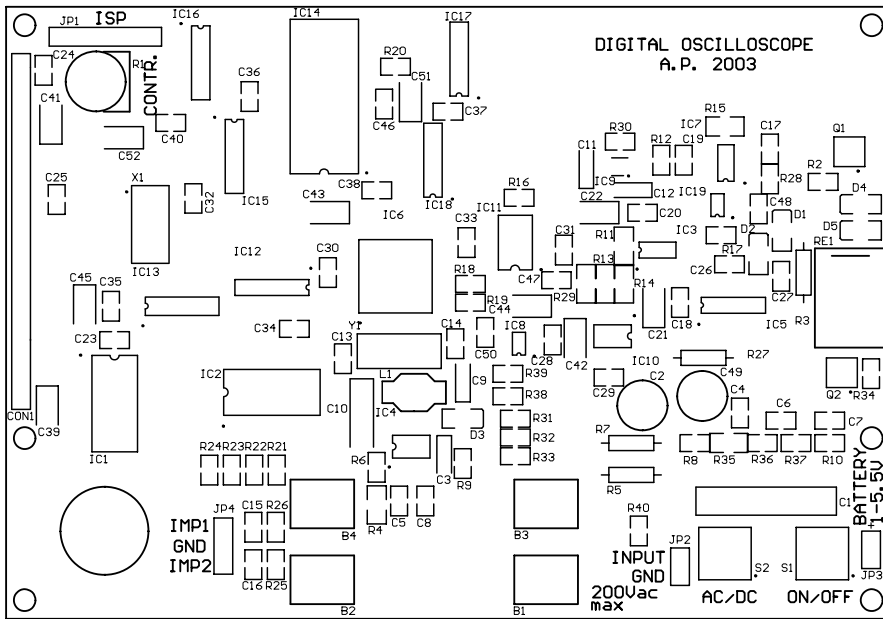 JP1 ISP IC16 IC14 IC17
R20 DIGITAL OSCILLOSCOPE
C24 R1 CONTR. C36 C51 A.P. 2003
C41 C46 C37 R15
C40 R30 R12 C19 IC7 C17 Q1
C52 C11
C25 X1 C32 IC15 C38 IC18 R16 IC9 C12 R28 R2 D4
C43 IC6 IC11 C22 C20 IC19 C48 D1 D5
C33 C31 R11 IC3 D2 RE1
IC13 IC12 C30 R18 C47 R29 R13 R14 C26 R17 C27
C45 C35 R19 C44 C21 C18 IC5 R3
C23 C34 Y1 C14 C50 IC8 C28 C42 IC10 R27
C13
IC2 L1 R39 C29 C2 C49 Q2 R34
CON1 C39 C10 IC4 C9 R38 C4 C6 C7
D3 R31
IC1 R24 R23 R22 R21 R6 C3 R9 R32 R7 R8 R35 R36 R37 R10
R33 R5
JP4 C15 R26 R4 C5 C8 R40 C1 BATTERY
IMP1 B4 B3 JP2 1-5.5V
GND INPUT +
IMP2 GND S2 S1 JP3
C16 R25 B2 B1 200Vac AC/DC ON/OFF
max